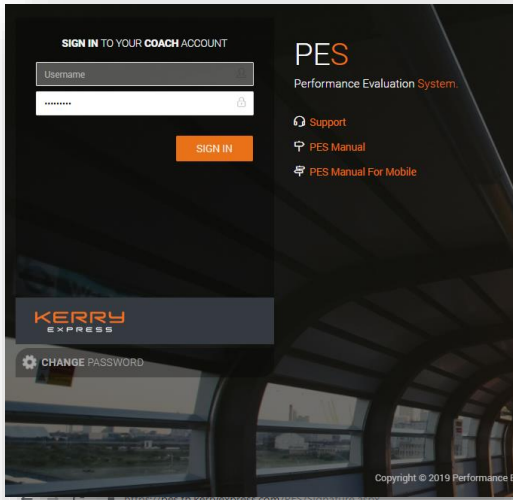 SIGN IN TO YOUR COACH ACCOUNT
Username
•••••••••
SIGN IN
KERRY
EXPRESS
CHANGE PASSWORD
PES
Performance Evaluation System.
Support
PES Manual
PES Manual For Mobile
Copyright © 2019 Performance E